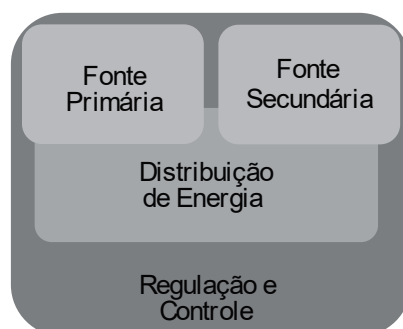 Fonte
Primária
Fonte
Secundária
Distribuição
de Energia
Regulação e
Controle